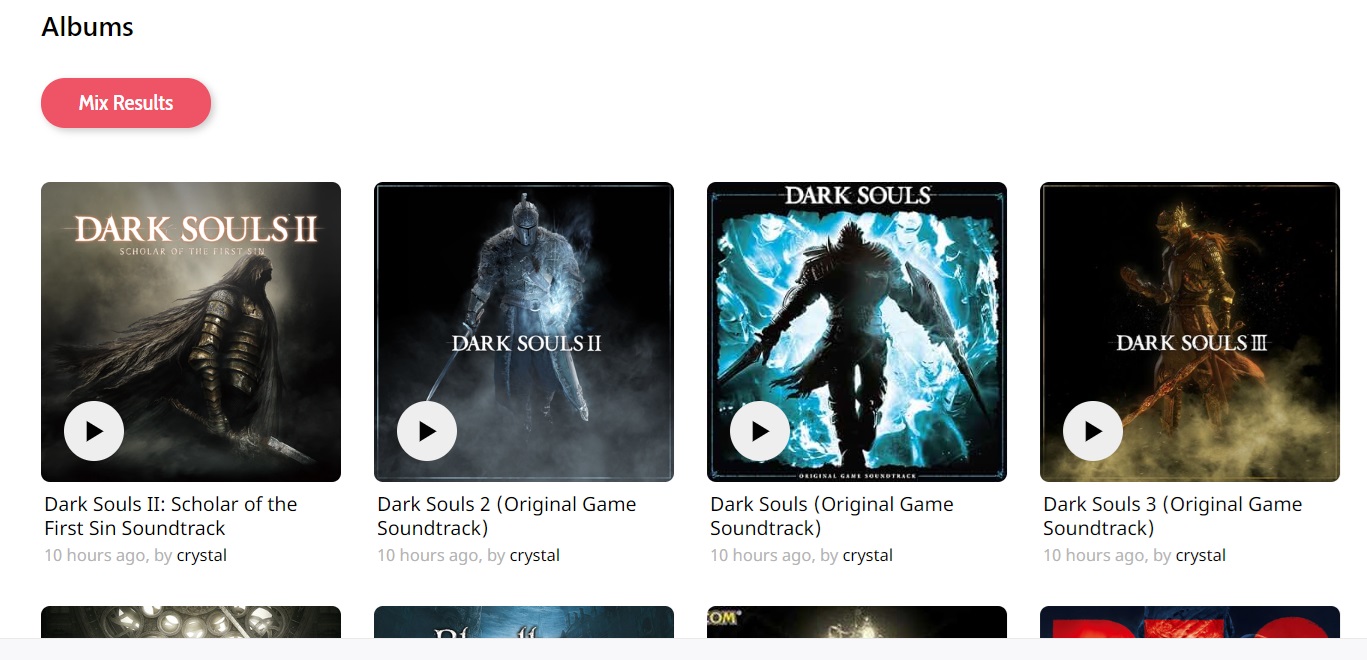 Albums
Mix Results
DARK SOULS II
SCHOLAR OF THE FIRST SIN
DARK SOULS II
DARK SOULS
ORIGINAL GAME SOUNDTRACK
DARK SOULS III
Dark Souls II: Scholar of the
First Sin Soundtrack
10 hours ago, by crystal
Dark Souls 2 (Original Game
Soundtrack)
10 hours ago, by crystal
Dark Souls (Original Game
Soundtrack)
10 hours ago, by crystal
Dark Souls 3 (Original Game
Soundtrack)
10 hours ago, by crystal